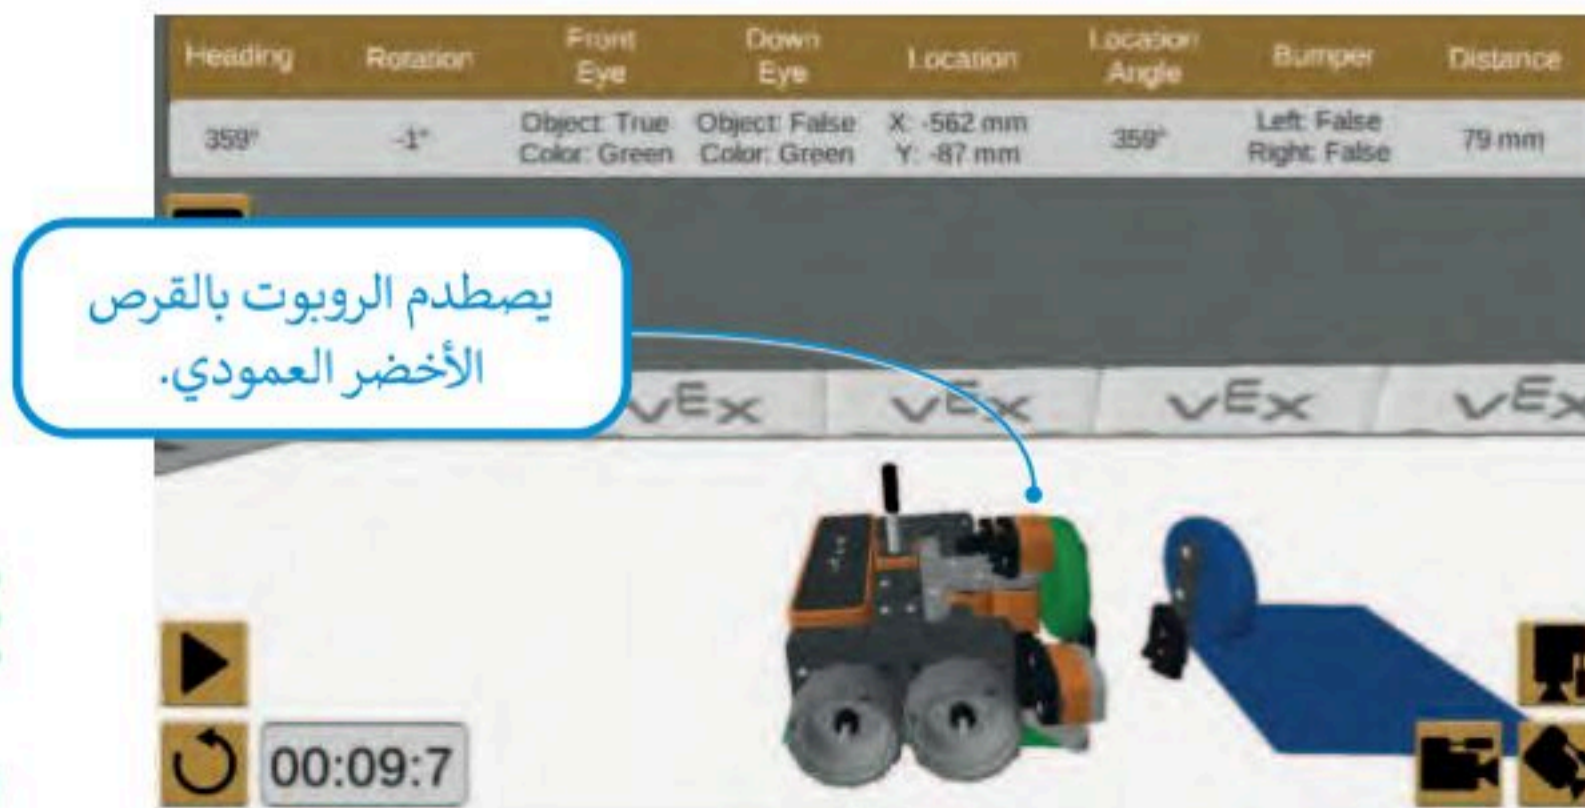 Heading Rotation Front Eye Down Eye Location Location Angle Bumper Distance
359° -1° Object: True Object: False X: -562 mm 359° Left: False 79 mm
Color: Green Color: Green Y: -87 mm Right: False
يصطدم الروبوت بالقرص
الأخضر العمودي.
VEX VEX VEX VEX
00:09:7